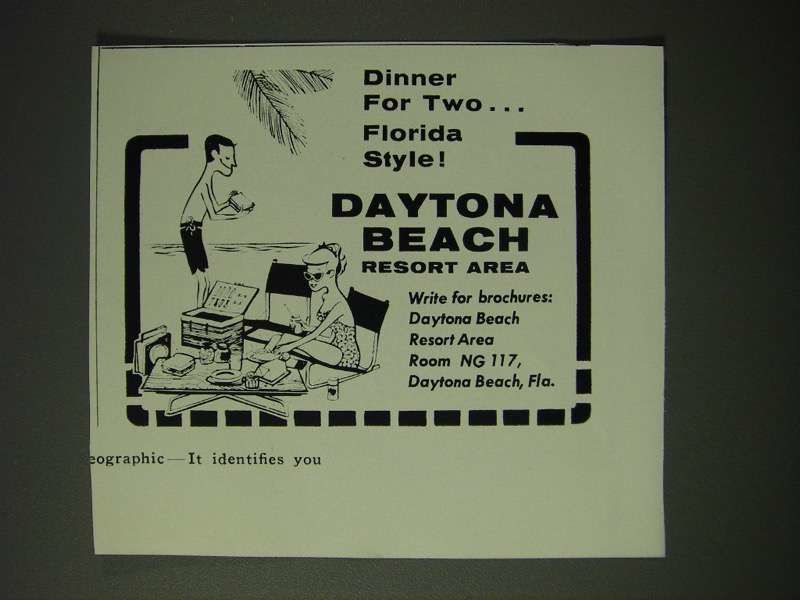 Dinner
For Two...
Florida
Style!
DAYTONA
BEACH
RESORT AREA
Write for brochures:
Daytona Beach
Resort Area
Room NG 117,
Daytona Beach, Fla.
eographic—It identifies you